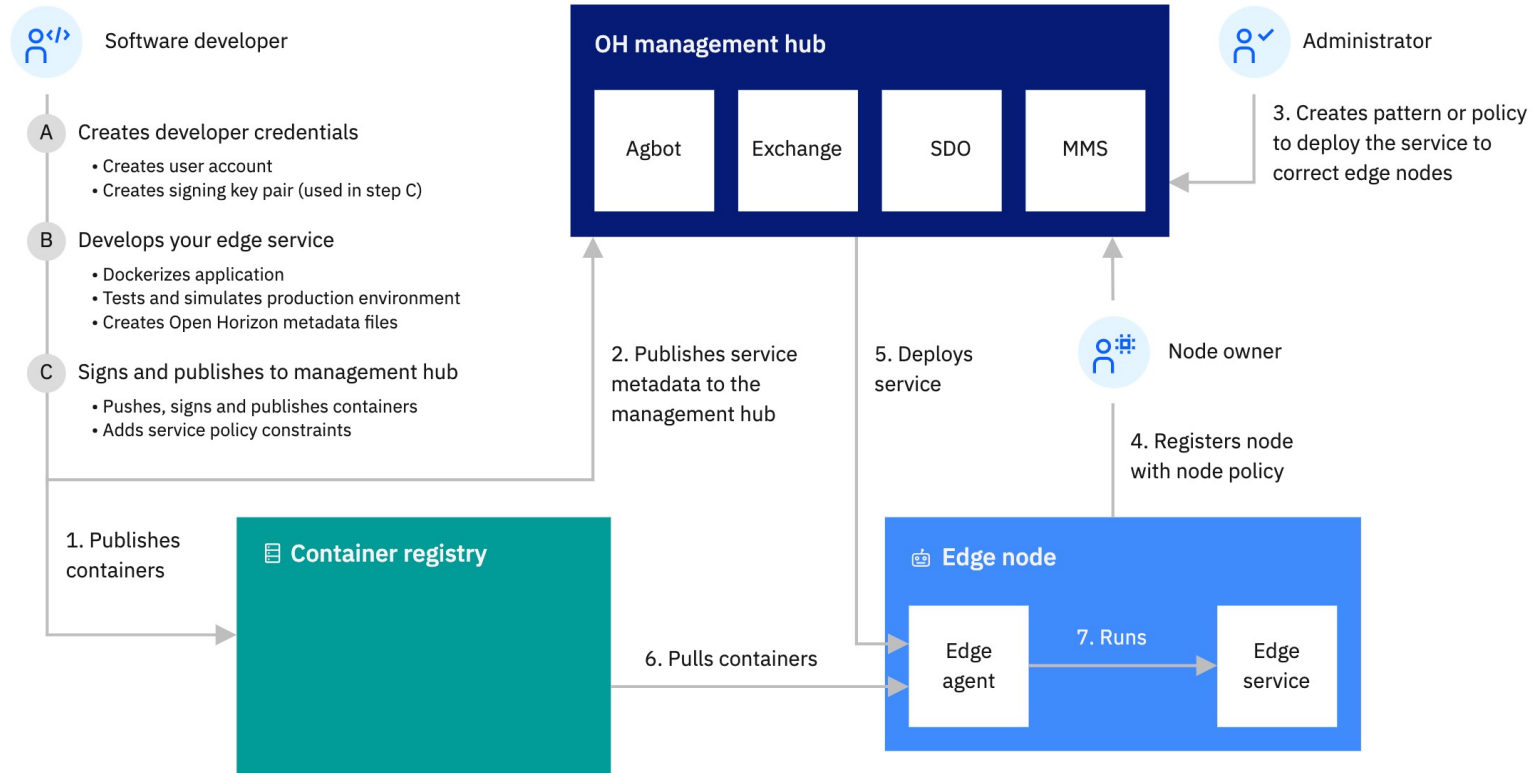 Software developer
A
Creates developer credentials
• Creates user account
• Creates signing key pair (used in step C)
B
Develops your edge service
• Dockerizes application
• Tests and simulates production environment
• Creates Open Horizon metadata files
C
Signs and publishes to management hub
• Pushes, signs and publishes containers
• Adds service policy constraints
OH management hub
Agbot
Exchange
SDO
MMS
Administrator
3. Creates pattern or policy
to deploy the service to
correct edge nodes
2. Publishes service
metadata to the
management hub
5. Deploys
service
Node owner
4. Registers node
with node policy
1. Publishes
containers
Container registry
6. Pulls containers
Edge node
Edge
agent
7. Runs
Edge
service